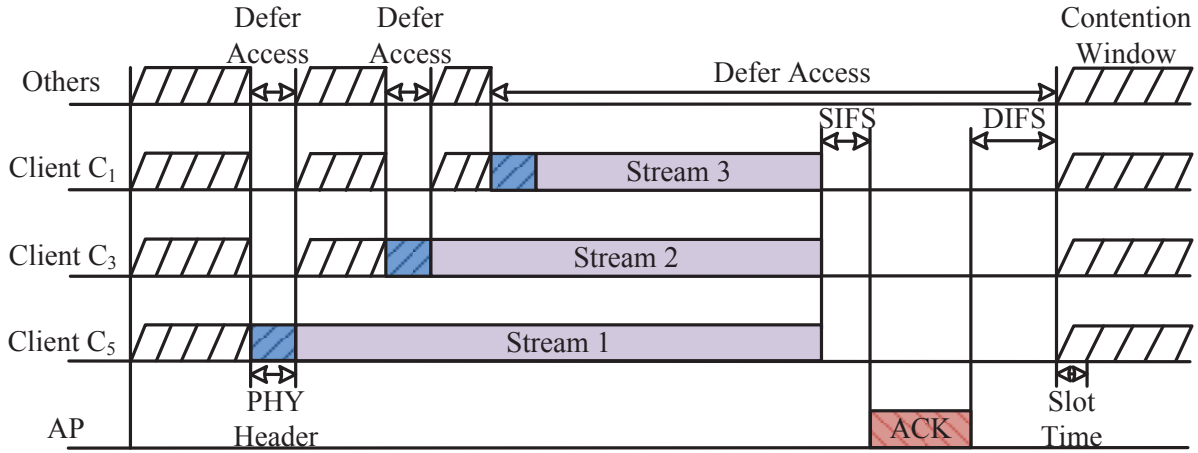 Defer Access
Defer Access
Contention Window
Others
Defer Access
SIFS
DIFS
Client C1
Stream 3
Client C3
Stream 2
Client C5
Stream 1
PHY Header
Slot Time
AP
ACK